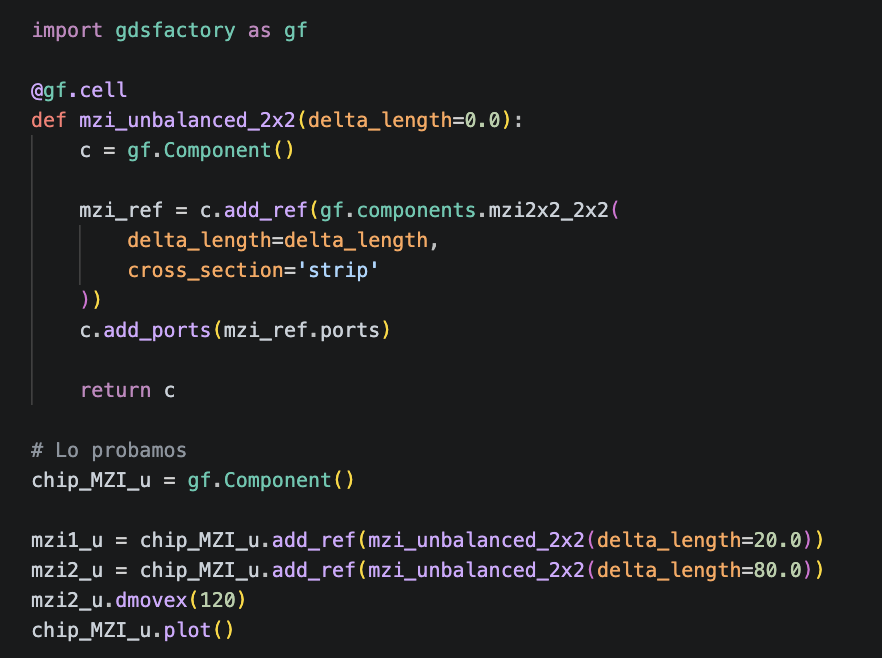 import gdsfactory as gf
@gf.cell
def mzi_unbalanced_2x2(delta_length=0.0):
    c = gf.Component()
    mzi_ref = c.add_ref(gf.components.mzi2x2_2x2(
        delta_length=delta_length,
        cross_section='strip'
    ))
    c.add_ports(mzi_ref.ports)
    return c
# Lo probamos
chip_MZI_u = gf.Component()
mzi1_u = chip_MZI_u.add_ref(mzi_unbalanced_2x2(delta_length=20.0))
mzi2_u = chip_MZI_u.add_ref(mzi_unbalanced_2x2(delta_length=80.0))
mzi2_u.dmovex(120)
chip_MZI_u.plot()